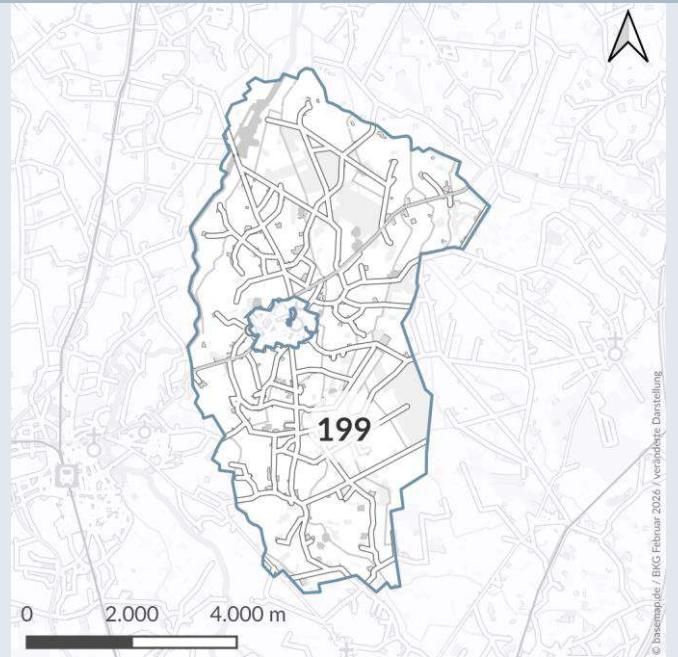 199
0 2.000 4.000 m
© basemap.de / BKG Februar 2026 / veränderte Darstellung